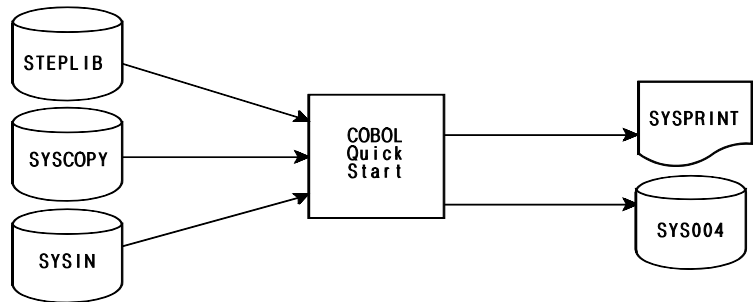 STEPLIB
SYSCOPY
SYSIN
COBOL
Quick
Start
SYSPRINT
SYS004